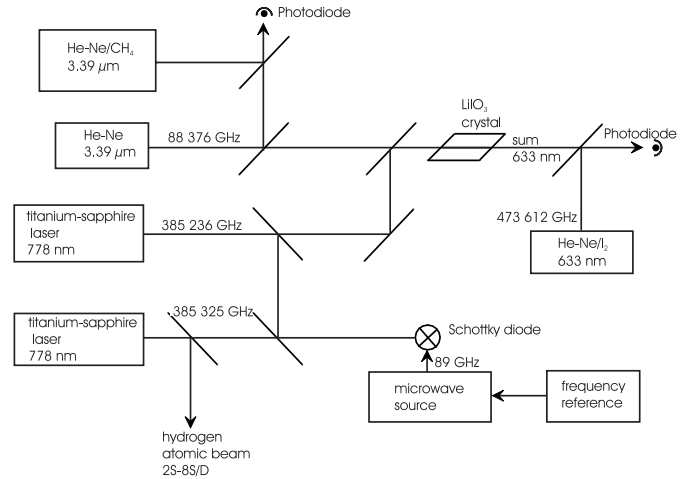 Photodiode
He-Ne/CH₄
3.39 µm
He-Ne
3.39 µm
88 376 GHz
LiIO₃
crystal
sum
633 nm
Photodiode
titanium-sapphire
laser
778 nm
385 236 GHz
473 612 GHz
He-Ne/I₂
633 nm
titanium-sapphire
laser
778 nm
385 325 GHz
Schottky diode
89 GHz
microwave
source
frequency
reference
hydrogen
atomic beam
2S-8S/D